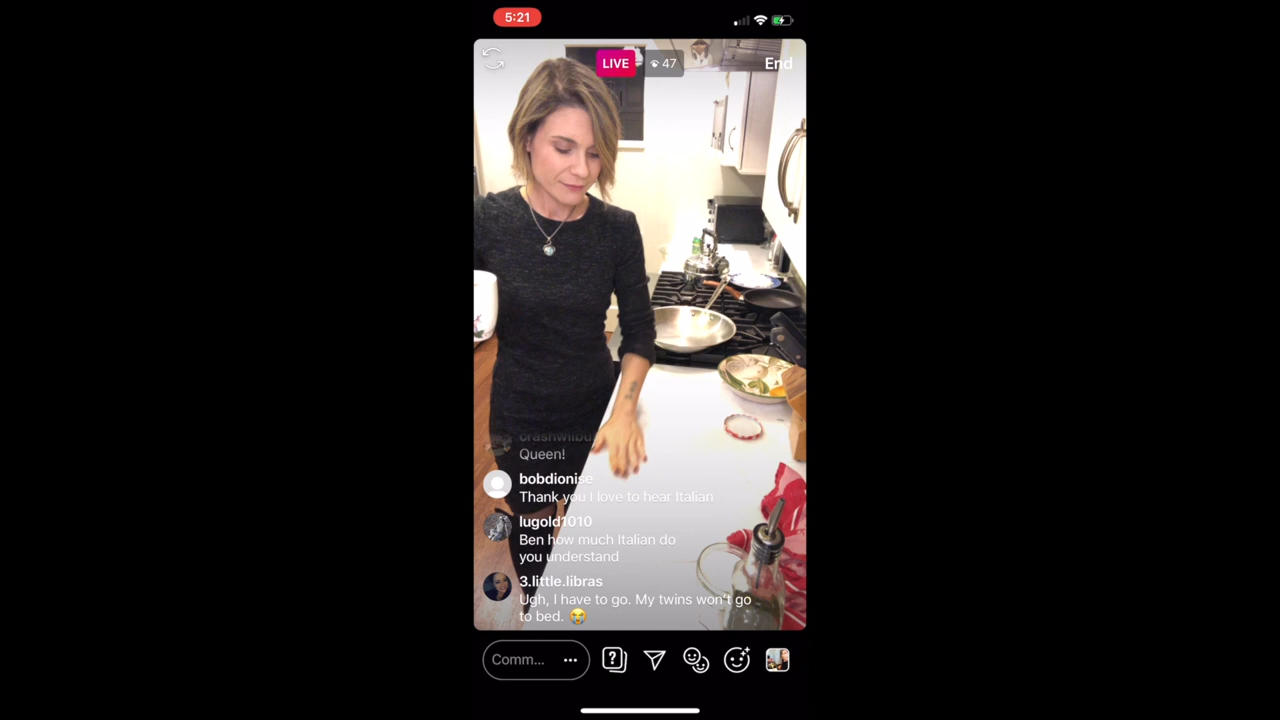 5:21
LIVE
47
End
Queen!
bobdionise
Thank you I love to hear Italian
lugold1010
Ben how much Italian do
you understand
3.little.libras
Ugh, I have to go. My twins won't go
to bed. 😭
Comm...